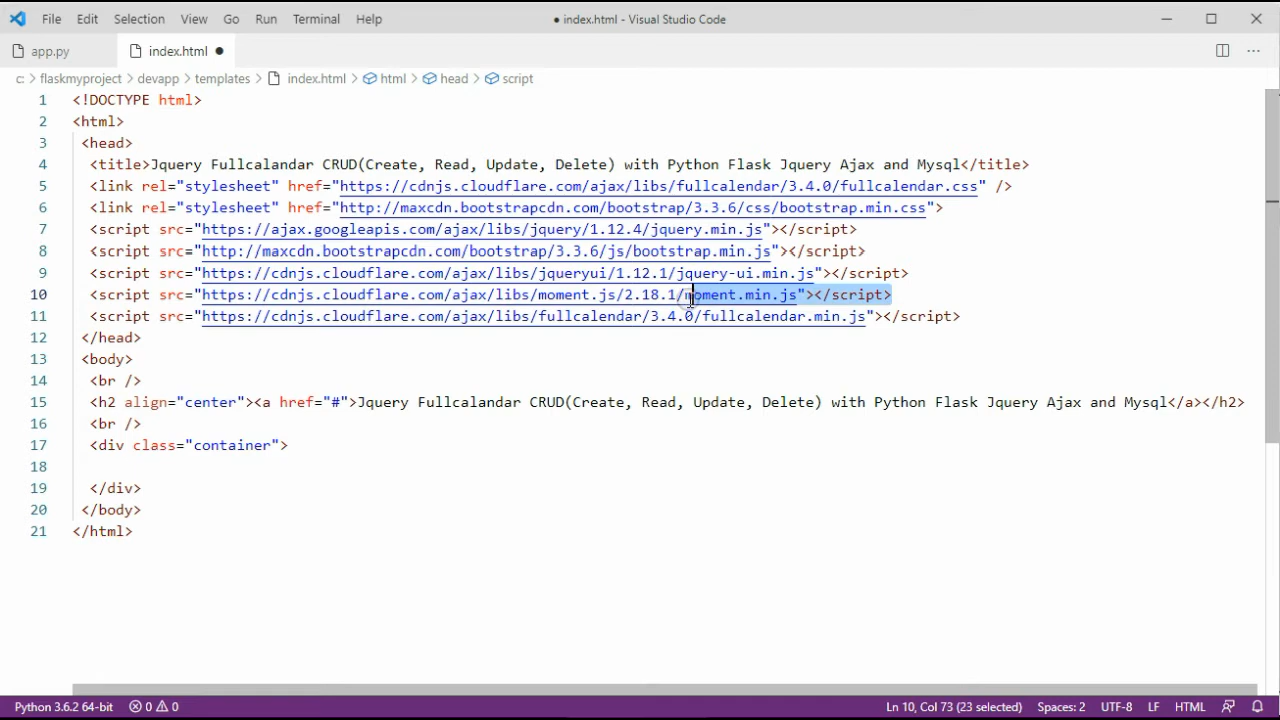 File Edit Selection View Go Run Terminal Help ● index.html - Visual Studio Code
app.py index.html ●
c: > flaskmyproject > devapp > templates > index.html > html > head > script
1 <!DOCTYPE html>
2 <html>
3 <head>
4 <title>Jquery Fullcalandar CRUD(Create, Read, Update, Delete) with Python Flask Jquery Ajax and Mysql</title>
5 <link rel="stylesheet" href="https://cdnjs.cloudflare.com/ajax/libs/fullcalendar/3.4.0/fullcalendar.css" />
6 <link rel="stylesheet" href="http://maxcdn.bootstrapcdn.com/bootstrap/3.3.6/css/bootstrap.min.css">
7 <script src="https://ajax.googleapis.com/ajax/libs/jquery/1.12.4/jquery.min.js"></script>
8 <script src="http://maxcdn.bootstrapcdn.com/bootstrap/3.3.6/js/bootstrap.min.js"></script>
9 <script src="https://cdnjs.cloudflare.com/ajax/libs/jqueryui/1.12.1/jquery-ui.min.js"></script>
10 <script src="https://cdnjs.cloudflare.com/ajax/libs/moment.js/2.18.1/moment.min.js"></script>
11 <script src="https://cdnjs.cloudflare.com/ajax/libs/fullcalendar/3.4.0/fullcalendar.min.js"></script>
12 </head>
13 <body>
14 <br />
15 <h2 align="center"><a href="#">Jquery Fullcalandar CRUD(Create, Read, Update, Delete) with Python Flask Jquery Ajax and Mysql</a></h2>
16 <br />
17 <div class="container">
18
19 </div>
20 </body>
21 </html>
Python 3.6.2 64-bit 0 0 Ln 10, Col 73 (23 selected) Spaces: 2 UTF-8 LF HTML